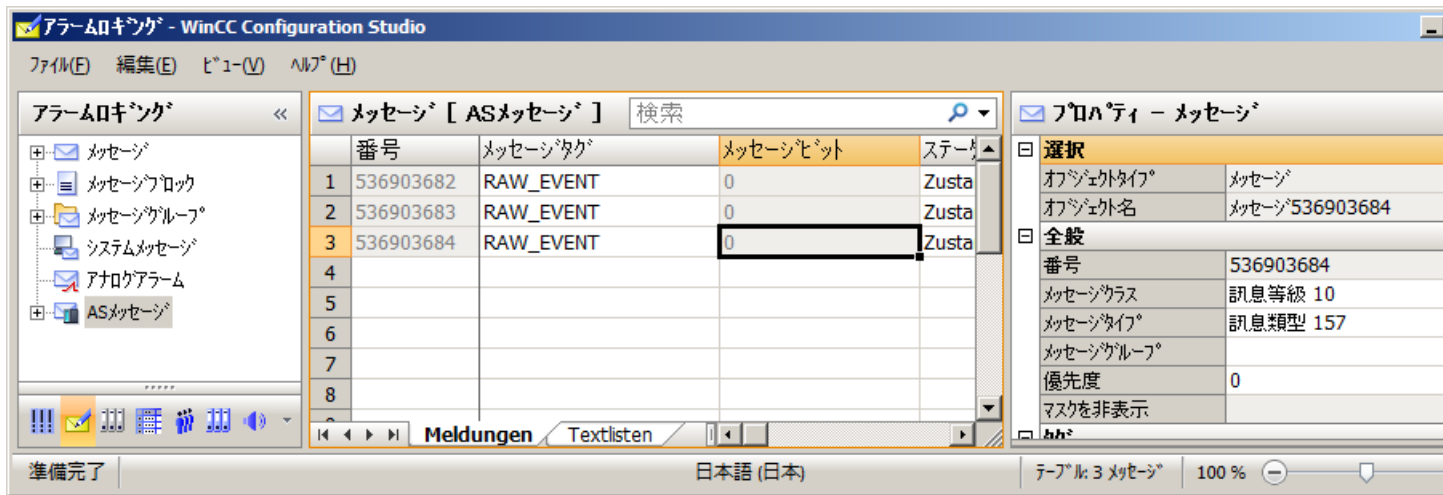 アラームロギング - WinCC Configuration Studio
ファイル(F) 編集(E) ビュー(V) ヘルプ(H)
アラームロギング «
メッセージ
メッセージブロック
メッセージグループ
システムメッセージ
アナログアラーム
ASメッセージ
メッセージ [ ASメッセージ ] 検索
番号 メッセージタグ メッセージビット
1 536903682 RAW_EVENT 0 Zusta
2 536903683 RAW_EVENT 0 Zusta
3 536903684 RAW_EVENT 0 Zusta
4
5
6
7
8
Meldungen Textlisten
プロパティ - メッセージ
選択
オブジェクトタイプ メッセージ
オブジェクト名 メッセージ536903684
全般
番号 536903684
メッセージクラス 訊息等級 10
メッセージタイプ 訊息類型 157
メッセージグループ
優先度 0
マスクを非表示
準備完了 日本語 (日本) テーブル: 3 メッセージ 100 %